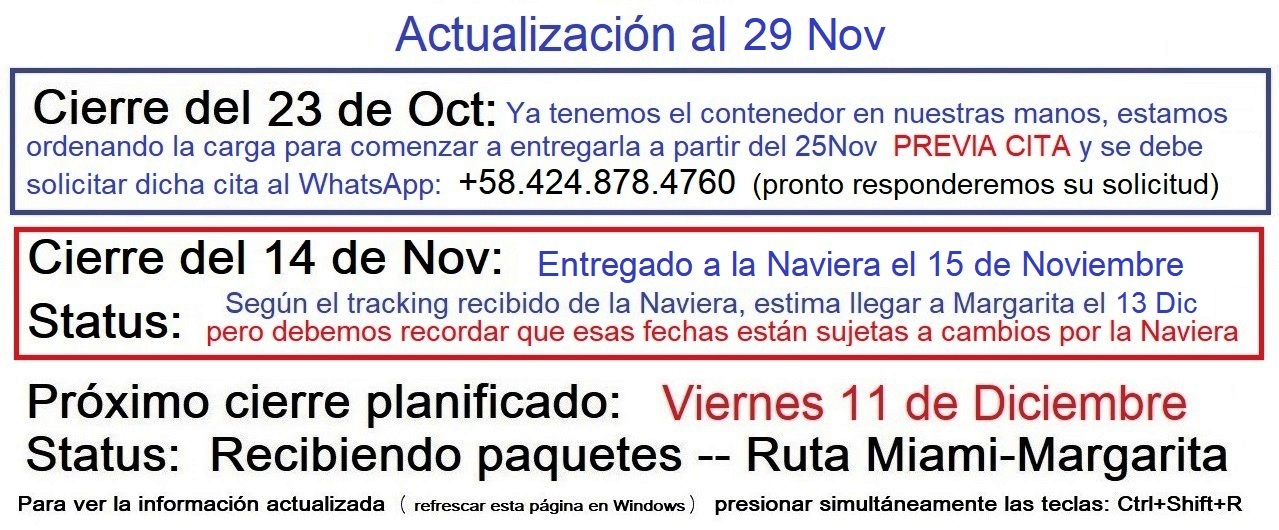 Actualización al 29 Nov
Cierre del 23 de Oct: Ya tenemos el contenedor en nuestras manos, estamos
ordenando la carga para comenzar a entregarla a partir del 25Nov PREVIA CITA y se debe
solicitar dicha cita al WhatsApp: +58.424.878.4760 (pronto responderemos su solicitud)
Cierre del 14 de Nov: Entregado a la Naviera el 15 de Noviembre
Status: Según el tracking recibido de la Naviera, estima llegar a Margarita el 13 Dic
pero debemos recordar que esas fechas están sujetas a cambios por la Naviera
Próximo cierre planificado: Viernes 11 de Diciembre
Status: Recibiendo paquetes -- Ruta Miami-Margarita
Para ver la información actualizada ( refrescar esta página en Windows ) presionar simultáneamente las teclas: Ctrl+Shift+R